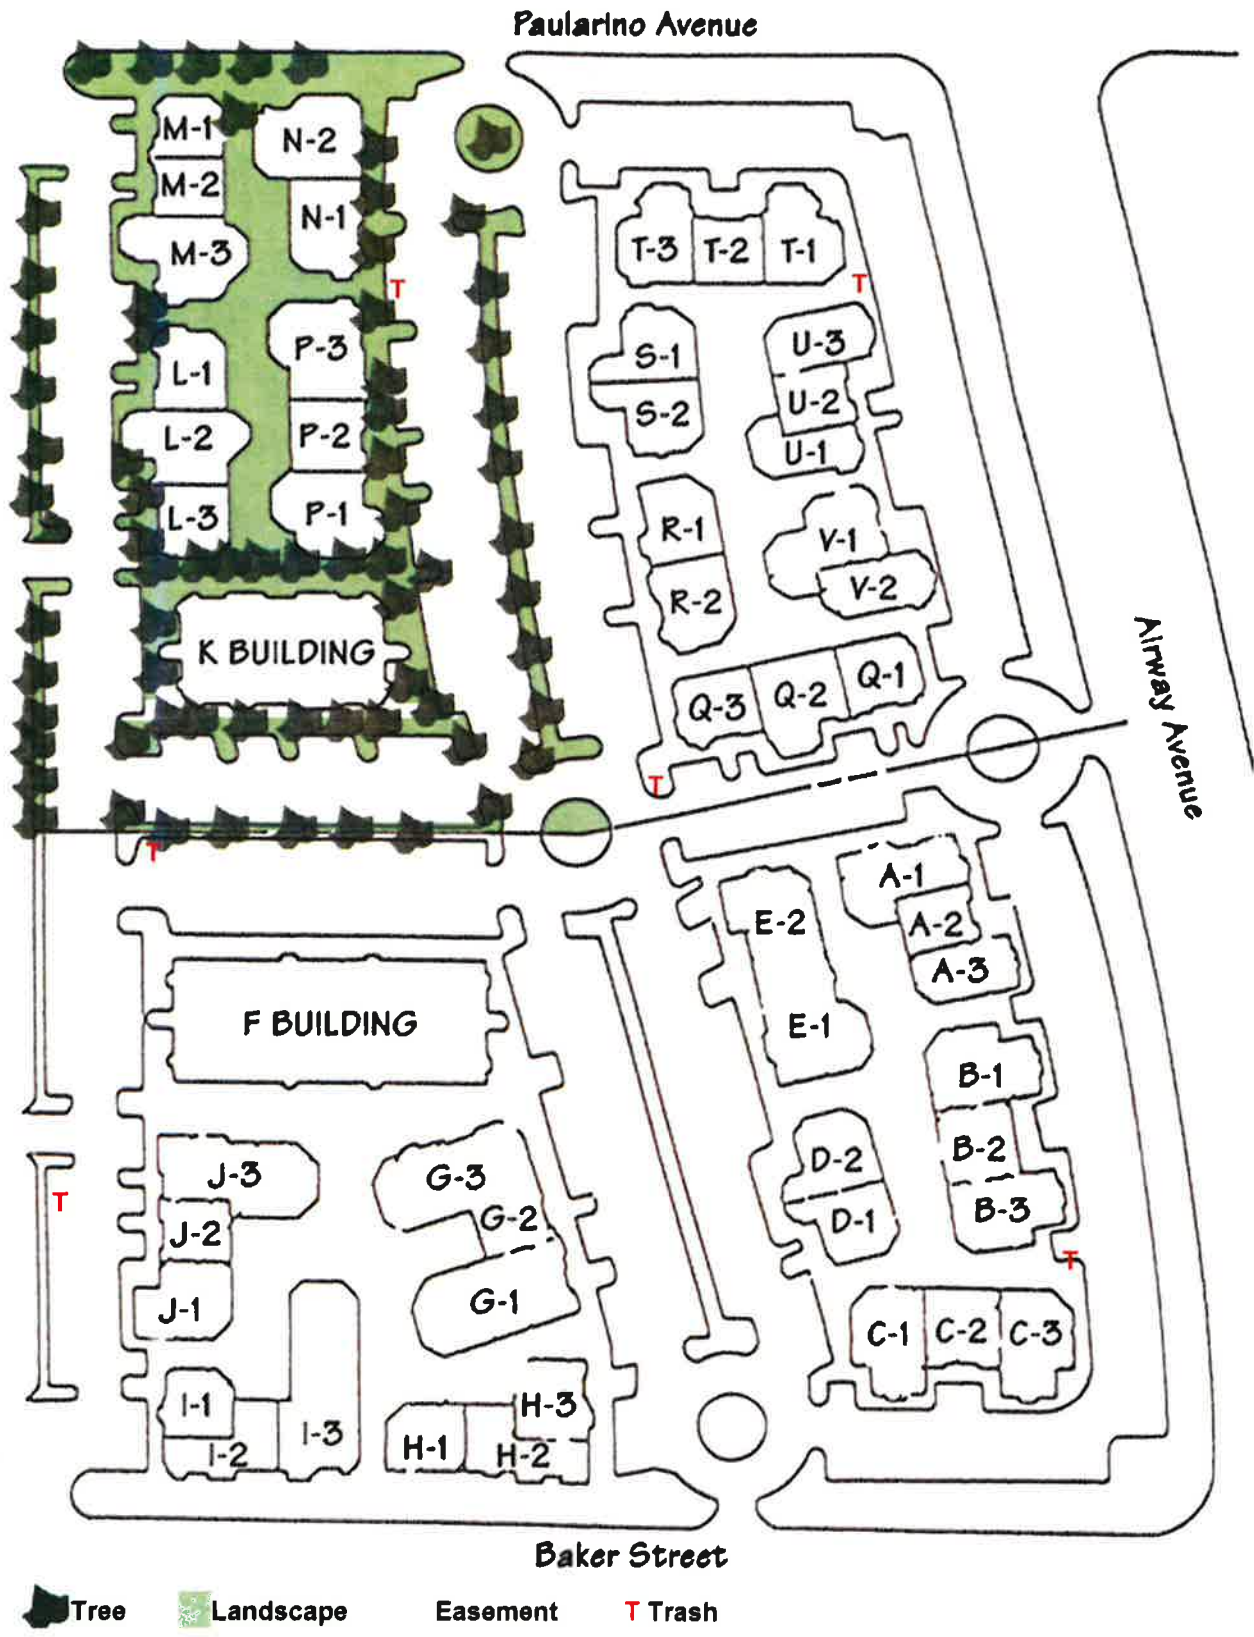 Paularino Avenue
M-1
N-2
M-2
N-1
M-3
T-3 T-2 T-1
T
T
P-3
U-3
S-1
L-1
U-2
S-2
L-2
P-2
U-1
L-3
P-1
R-1
V-1
V-2
R-2
K BUILDING
Q-1
Q-2
Q-3
Airway Avenue
T
T
A-1
E-2
A-2
A-3
F BUILDING
E-1
B-1
B-2
D-2
J-3
G-3
T
B-3
G-2
D-1
J-2
T
G-1
J-1
C-1 C-2 C-3
H-3
I-1
I-3
H-1
I-2
H-2
Baker Street
Tree Landscape Easement T Trash